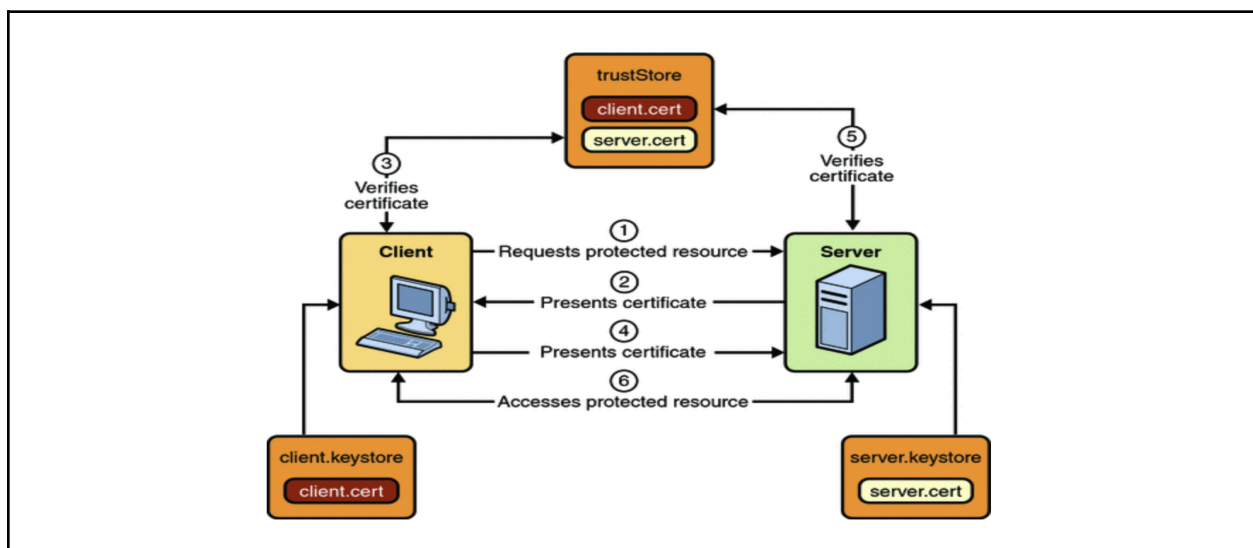 trustStore
client.cert
server.cert
3
Verifies
certificate
5
Verifies
certificate
Client
1
Requests protected resource
Server
2
Presents certificate
4
Presents certificate
6
Accesses protected resource
client.keystore
client.cert
server.keystore
server.cert